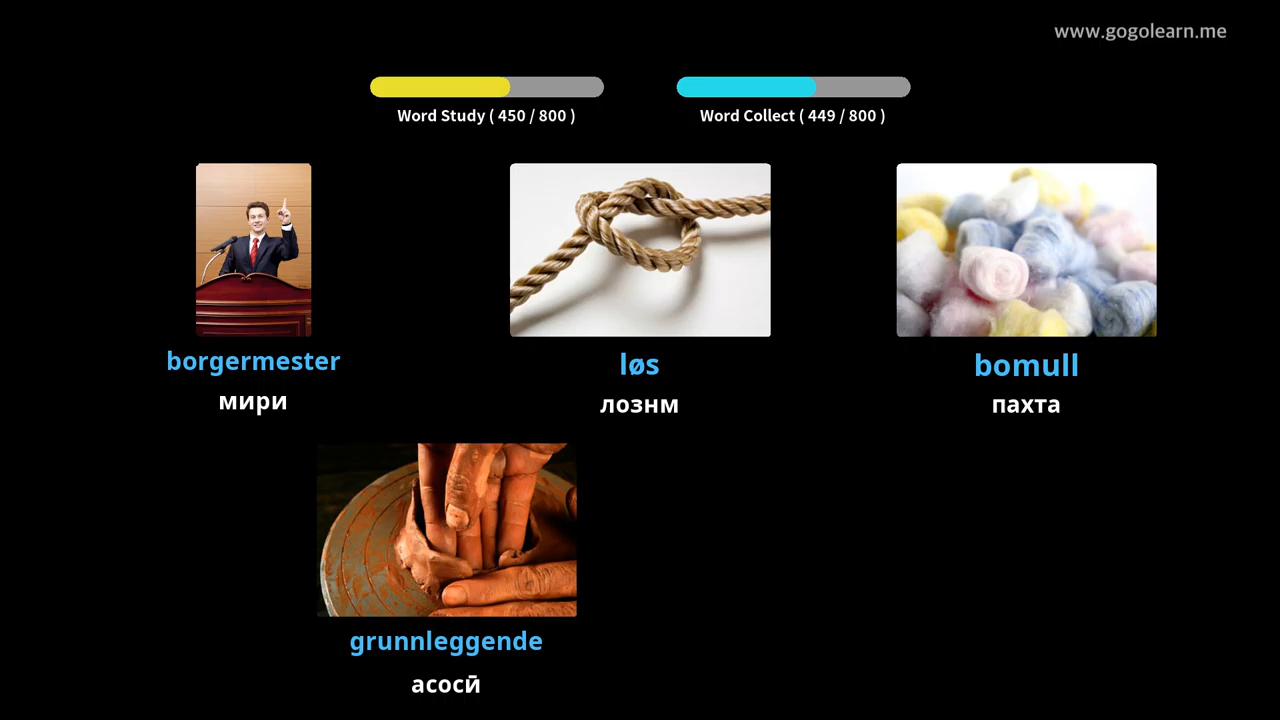 www.gogolearn.me
Word Study ( 450 / 800 )
Word Collect ( 449 / 800 )
borgermester
мири
løs
лознм
bomull
пахта
grunnleggende
асосӣ